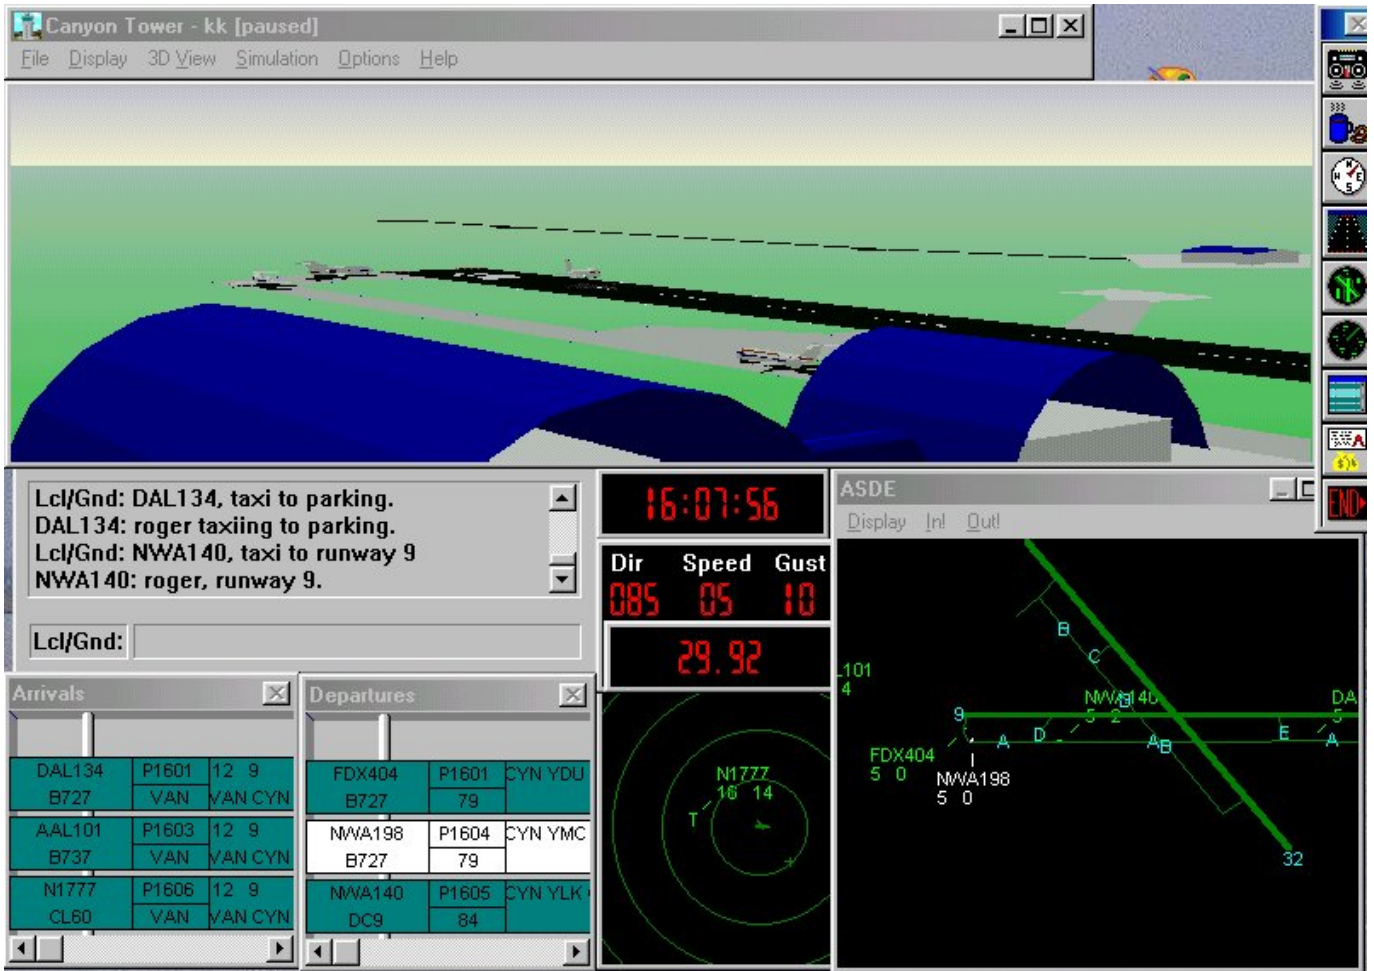 Canyon Tower - kk [paused]
File Display 3D View Simulation Options Help
Lcl/Gnd: DAL134, taxi to parking.
DAL134: roger taxiing to parking.
Lcl/Gnd: NWA140, taxi to runway 9
NWA140: roger, runway 9.
Lcl/Gnd:
16:07:56
Dir Speed Gust
085 05 10
29.92
ASDE
Display In! Out!
B
C
101
4
NWA140
5 2
B
DA
5
9
D
A
A
B
E
A
FDX404
5 0
NWA198
5 0
32
N1777
16 14
T
Arrivals
DAL134 P1601 12 9
B727 VAN VAN CYN
AAL101 P1603 12 9
B737 VAN VAN CYN
N1777 P1606 12 9
CL60 VAN VAN CYN
Departures
FDX404 P1601 CYN YDU
B727 79
NWA198 P1604 CYN YMC
B727 79
NWA140 P1605 CYN YLK
DC9 84
N
W E
S
A
END